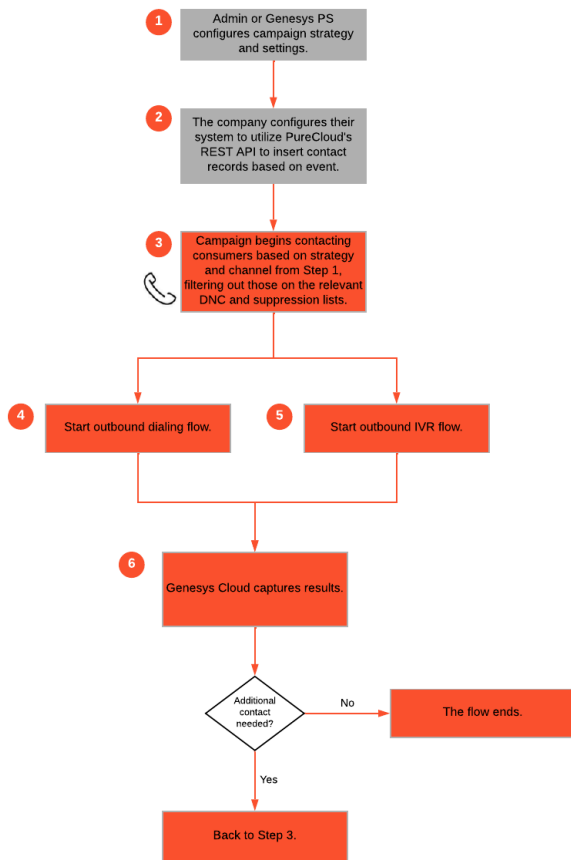 1
Admin or Genesys PS
configures campaign strategy
and settings.
2
The company configures their
system to utilize PureCloud's
REST API to insert contact
records based on event.
3
Campaign begins contacting
consumers based on strategy
and channel from Step 1,
filtering out those on the relevant
DNC and suppression lists.
4
Start outbound dialing flow.
5
Start outbound IVR flow.
6
Genesys Cloud captures results.
Additional
contact
needed?
No
The flow ends.
Yes
Back to Step 3.